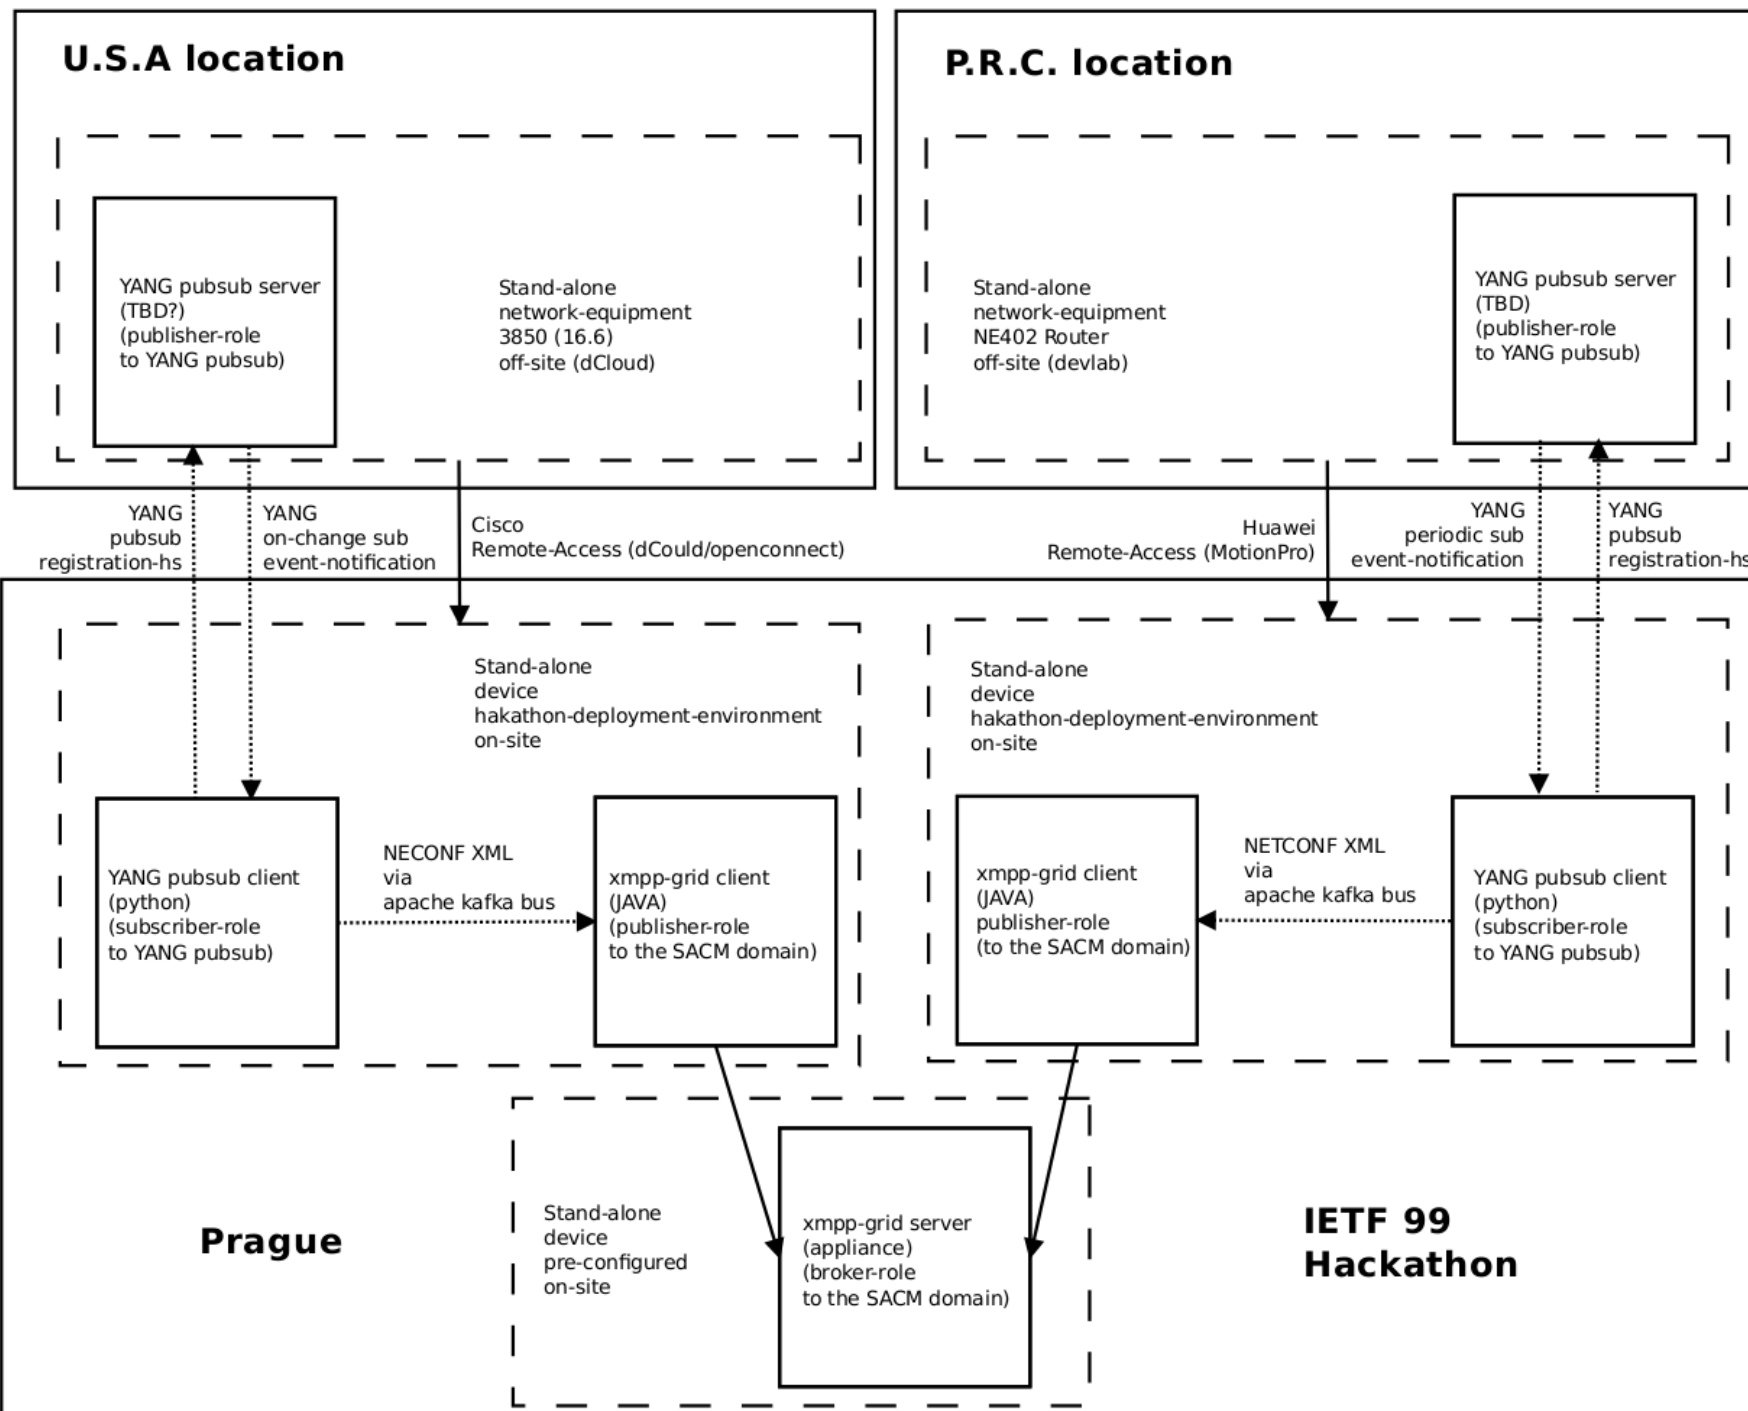 U.S.A location
P.R.C. location
YANG pubsub server
(TBD?)
(publisher-role
to YANG pubsub)
Stand-alone
network-equipment
3850 (16.6)
off-site (dCloud)
Stand-alone
network-equipment
NE402 Router
off-site (devlab)
YANG pubsub server
(TBD)
(publisher-role
to YANG pubsub)
YANG
pubsub
registration-hs
YANG
on-change sub
event-notification
Cisco
Remote-Access (dCould/openconnect)
Huawei
Remote-Access (MotionPro)
YANG
periodic sub
event-notification
YANG
pubsub
registration-hs
Stand-alone
device
hakathon-deployment-environment
on-site
Stand-alone
device
hakathon-deployment-environment
on-site
YANG pubsub client
(python)
(subscriber-role
to YANG pubsub)
NECONF XML
via
apache kafka bus
xmpp-grid client
(JAVA)
(publisher-role
to the SACM domain)
xmpp-grid client
(JAVA)
publisher-role
(to the SACM domain)
NETCONF XML
via
apache kafka bus
YANG pubsub client
(python)
(subscriber-role
to YANG pubsub)
Prague
Stand-alone
device
pre-configured
on-site
xmpp-grid server
(appliance)
(broker-role
to the SACM domain)
IETF 99
Hackathon